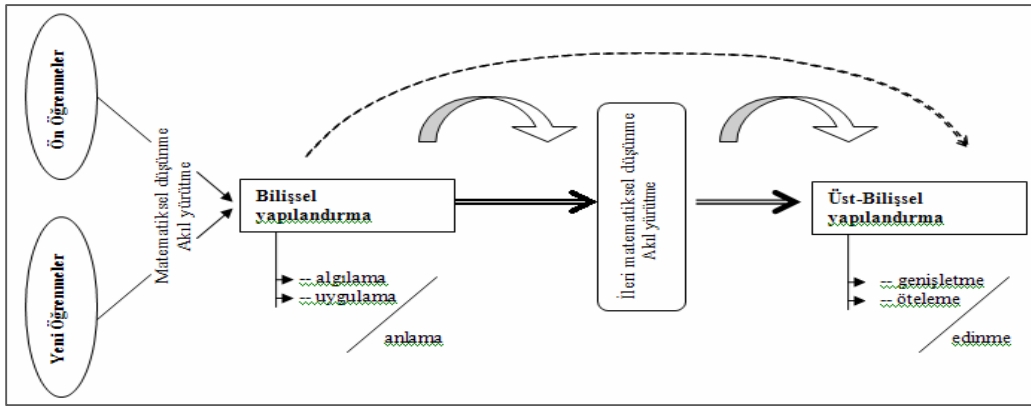 Ön Öğrenmeler
Yeni Öğrenmeler
Matematiksel düşünme
Akıl yürütme
Bilişsel
yapılandırma
-- algılama
-- uygulama
anlama
İleri matematiksel düşünme
Akıl yürütme
Üst-Bilişsel
yapılandırma
-- genişletme
-- öteleme
edinme